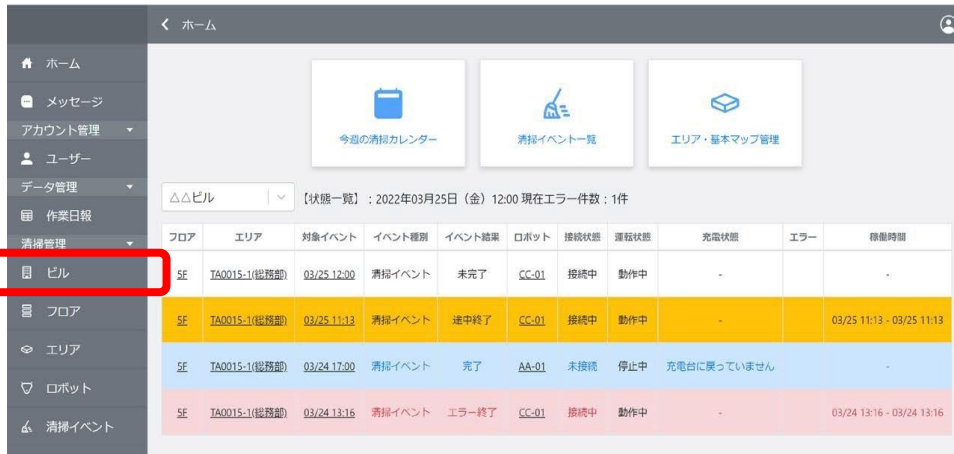 ホーム
ホーム
メッセージ
アカウント管理
ユーザー
データ管理
作業日報
清掃管理
ビル
フロア
エリア
ロボット
清掃イベント
今週の清掃カレンダー
清掃イベント一覧
エリア・基本マップ管理
△△ビル 【状態一覧】：2022年03月25日（金）12:00 現在エラー件数：1件
フロア エリア 対象イベント イベント種別 イベント結果 ロボット 接続状態 運転状態 充電状態 エラー 稼働時間
5F TA0015-1(総務部) 03/25 12:00 清掃イベント 未完了 CC-01 接続中 動作中 - -
5F TA0015-1(総務部) 03/25 11:13 清掃イベント 途中終了 CC-01 接続中 動作中 - 03/25 11:13 - 03/25 11:13
5F TA0015-1(総務部) 03/24 17:00 清掃イベント 完了 AA-01 未接続 停止中 充電台に戻っていません -
5F TA0015-1(総務部) 03/24 13:16 清掃イベント エラー終了 CC-01 接続中 動作中 - 03/24 13:16 - 03/24 13:16